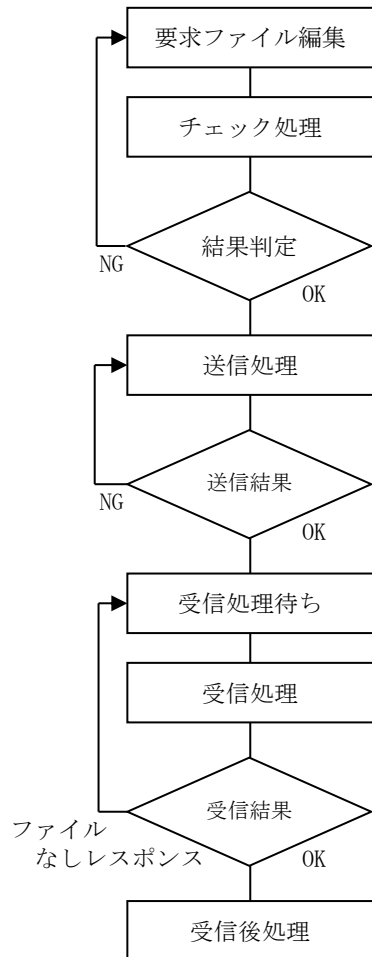 要求ファイル編集
チェック処理
結果判定
NG
OK
送信処理
送信結果
NG
OK
受信処理待ち
受信処理
受信結果
ファイル
なしレスポンス
OK
受信後処理